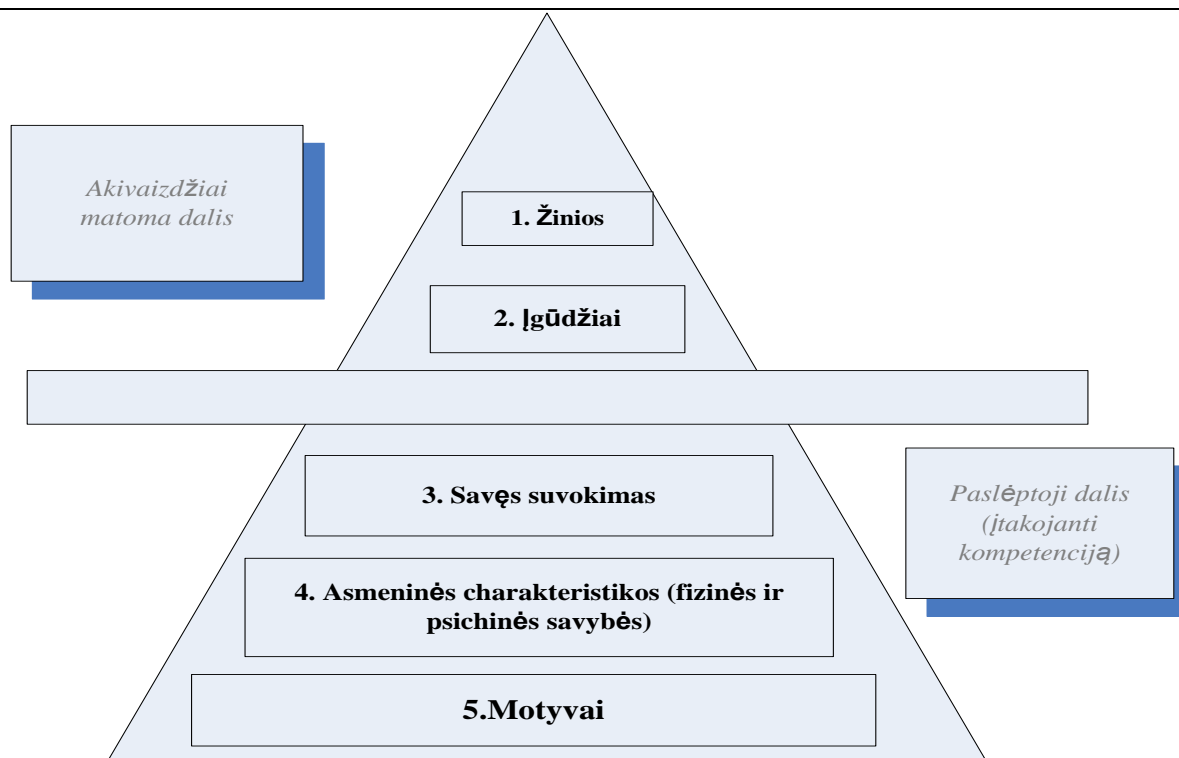 Akivaizdžiai
matoma dalis
1. Žinios
2. Įgūdžiai
3. Savęs suvokimas
Paslėptoji dalis
(įtakojanti
kompetenciją)
4. Asmeninės charakteristikos (fizinės ir
psichinės savybės)
5.Motyvai